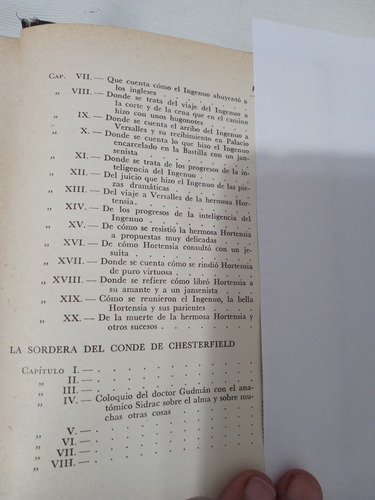 CAP. VII. — Que cuenta cómo el Ingenuo ahuyentó a
los ingleses
„ VIII. — Donde se trata del viaje del Ingenuo a
la corte y de la cena que en el camino
hizo con unos hugonotes
„ IX. — Donde se cuenta el arribo del Ingenuo a
Versalles y su recibimiento en Palacio
„ X. — Donde se cuenta lo que hizo el Ingenuo
encarcelado en la Bastilla con un jan-
senista
„ XI. — Donde se trata de los progresos de la in-
teligencia del Ingenuo
„ XII. — Del juicio que hizo el Ingenuo de las pie-
zas dramáticas
„ XIII. — Del viaje a Versalles de la hermosa Hor-
tensia
„ XIV. — De los progresos de la inteligencia del
Ingenuo
„ XV. — De cómo se resistió la hermosa Hortensia
a propuestas muy delicadas
„ XVI. — De cómo Hortensia consultó con un je-
suita
„ XVII. — Donde se cuenta cómo se rindió Hortensia
de puro virtuosa
„ XVIII. — Donde se refiere cómo libró Hortensia a
su amante y a un jansenista
„ XIX. — Cómo se reunieron el Ingenuo, la bella
Hortensia y sus parientes
„ XX. — De la muerte de la hermosa Hortensia y
otros sucesos
LA SORDERA DEL CONDE DE CHESTERFIELD
CAPÍTULO I. —
„ II. —
„ III. —
„ IV. — Coloquio del doctor Gudmán con el ana-
tómico Sidrac sobre el alma y sobre mu-
chas otras cosas
„ V. —
„ VI. —
„ VII. —
„ VIII. —